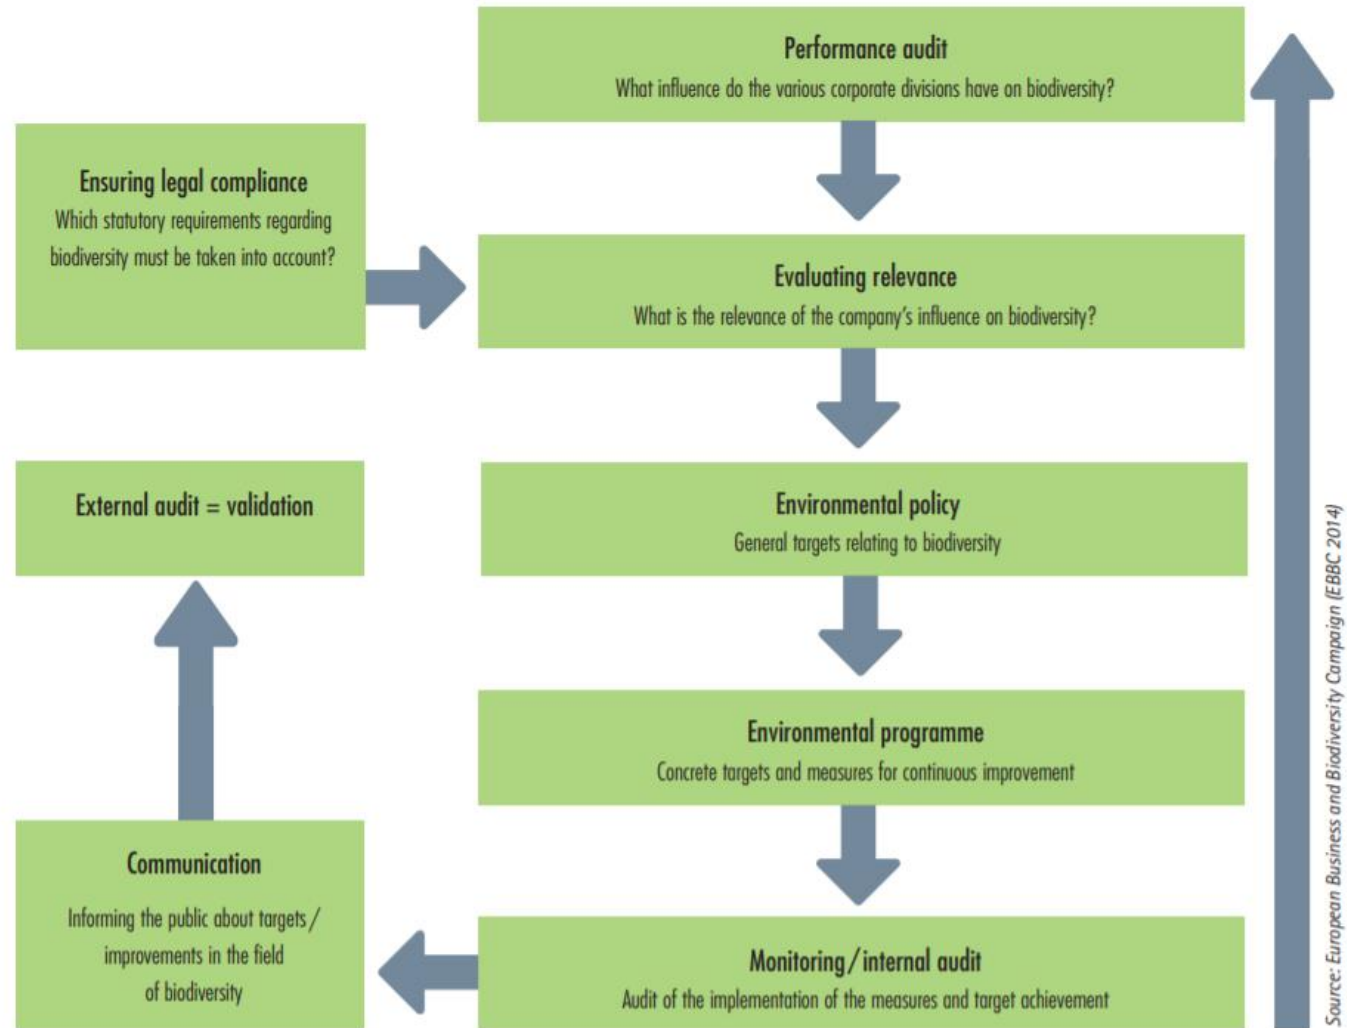 Performance audit
What influence do the various corporate divisions have on biodiversity?
Ensuring legal compliance
Which statutory requirements regarding
biodiversity must be taken into account?
Evaluating relevance
What is the relevance of the company's influence on biodiversity?
External audit = validation
Environmental policy
General targets relating to biodiversity
Environmental programme
Concrete targets and measures for continuous improvement
Communication
Informing the public about targets/
improvements in the field
of biodiversity
Monitoring/internal audit
Audit of the implementation of the measures and target achievement
Source: European Business and Biodiversity Campaign (EBBC 2014)